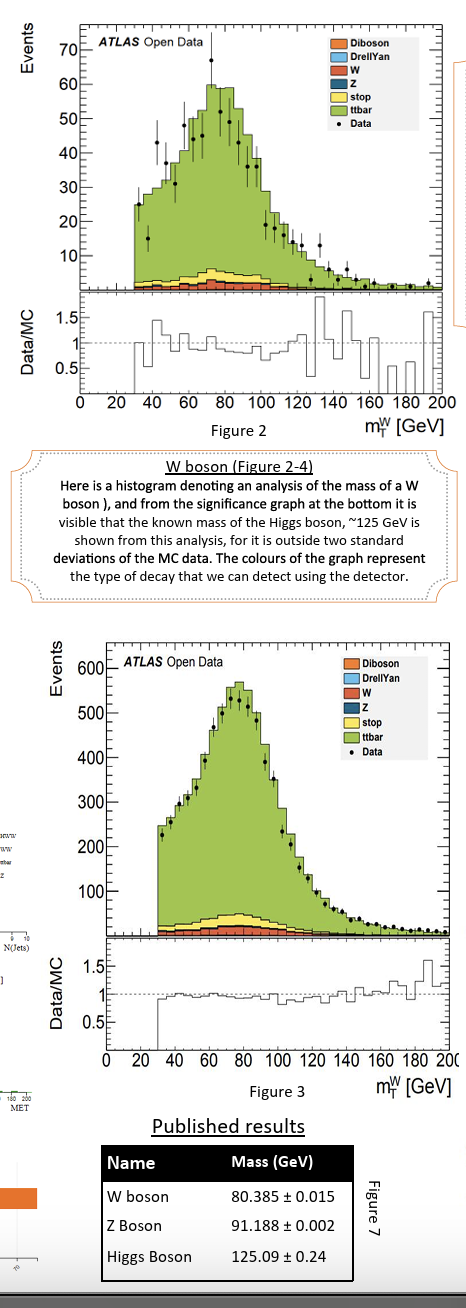 Events
ATLAS Open Data
Diboson
DrellYan
W
Z
stop
ttbar
Data
70
60
50
40
30
20
10
Data/MC
1.5
1
0.5
0 20 40 60 80 100 120 140 160 180 200
Figure 2
m_T^W [GeV]
W boson (Figure 2-4)
Here is a histogram denoting an analysis of the mass of a W
boson ), and from the significance graph at the bottom it is
visible that the known mass of the Higgs boson, ~125 GeV is
shown from this analysis, for it is outside two standard
deviations of the MC data. The colours of the graph represent
the type of decay that we can detect using the detector.
Events
ATLAS Open Data
Diboson
DrellYan
W
Z
stop
ttbar
Data
600
500
400
300
200
100
Data/MC
1.5
1
0.5
0 20 40 60 80 100 120 140 160 180 200
Figure 3
m_T^W [GeV]
HWW
WW
ttbar
Z
9 10
N(Jets)
]
180 200
MET
70
Published results
Name Mass (GeV)
W boson 80.385 ± 0.015
Z Boson 91.188 ± 0.002
Higgs Boson 125.09 ± 0.24
Figure 7